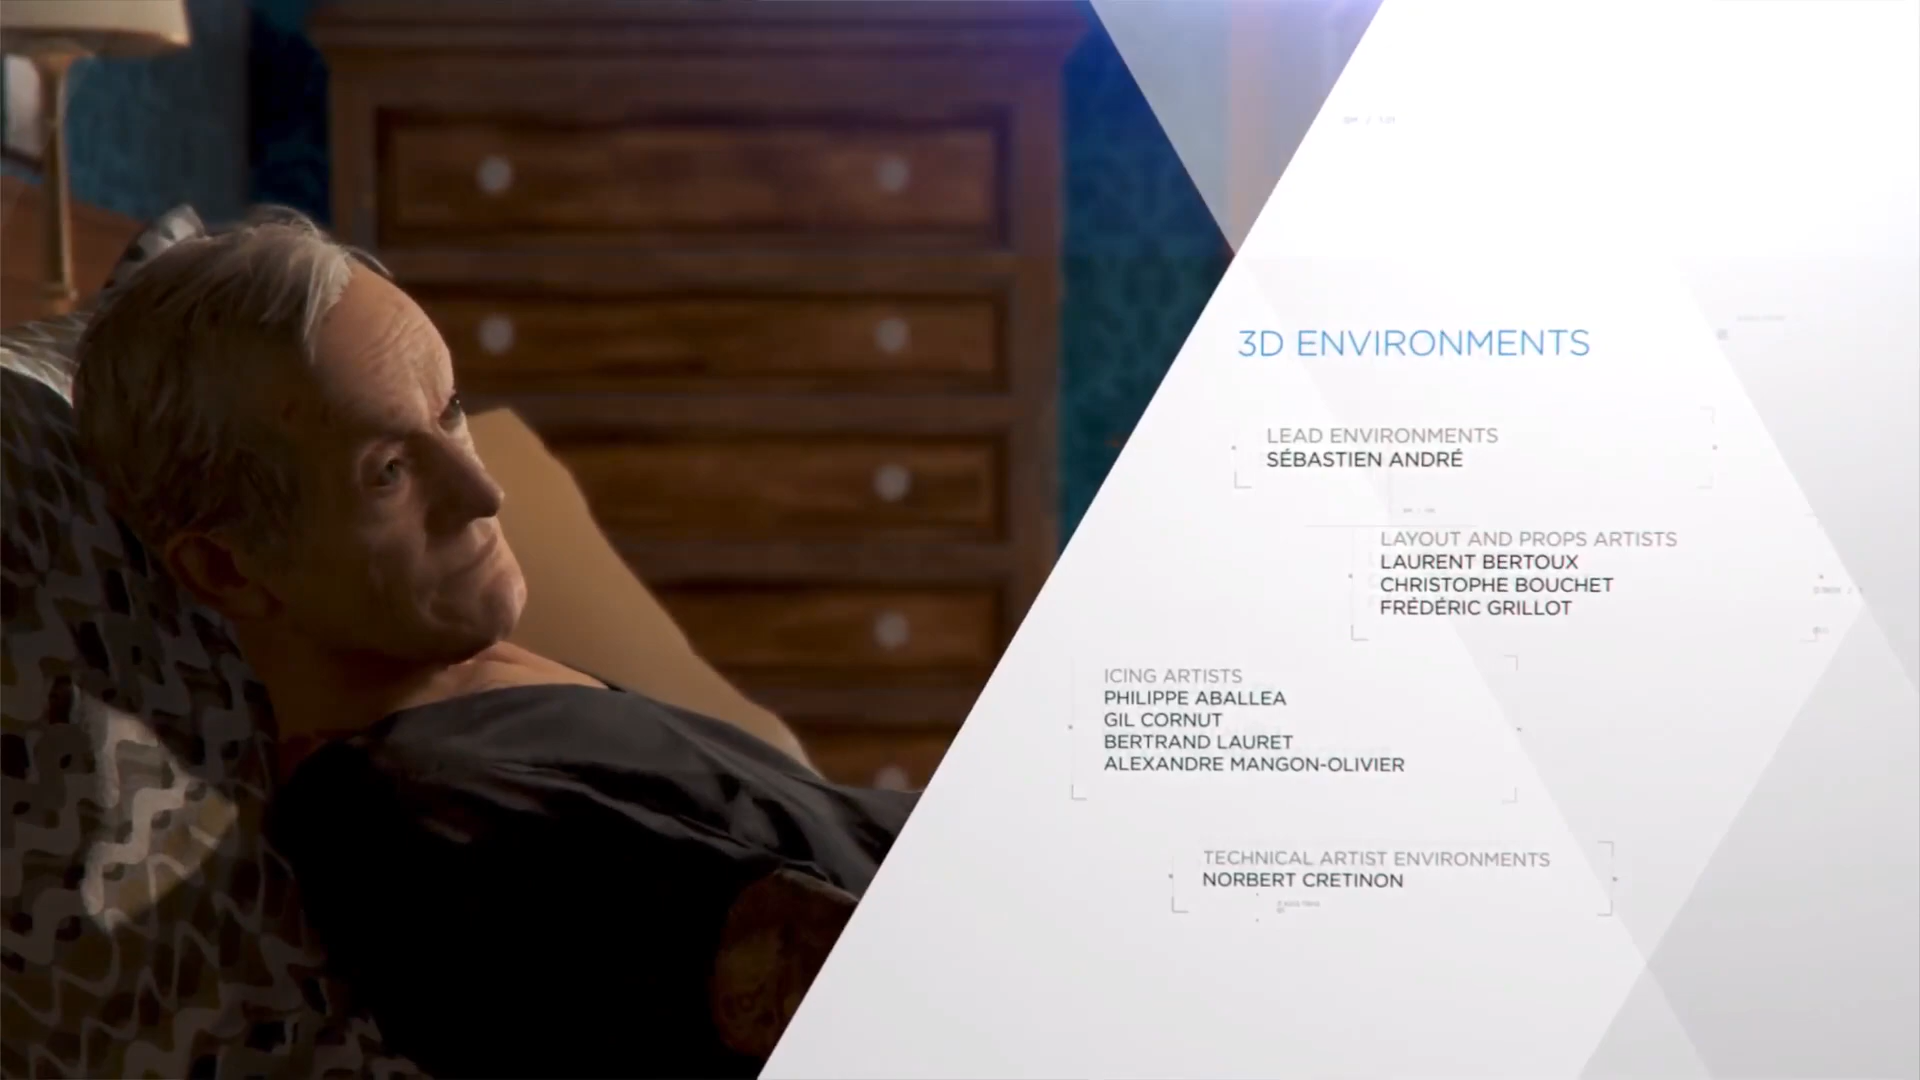 3D ENVIRONMENTS
LEAD ENVIRONMENTS
SÉBASTIEN ANDRÉ
LAYOUT AND PROPS ARTISTS
LAURENT BERTOUX
CHRISTOPHE BOUCHET
FRÉDÉRIC GRILLOT
ICING ARTISTS
PHILIPPE ABALLEA
GIL CORNUT
BERTRAND LAURET
ALEXANDRE MANGON-OLIVIER
TECHNICAL ARTIST ENVIRONMENTS
NORBERT CRETINON